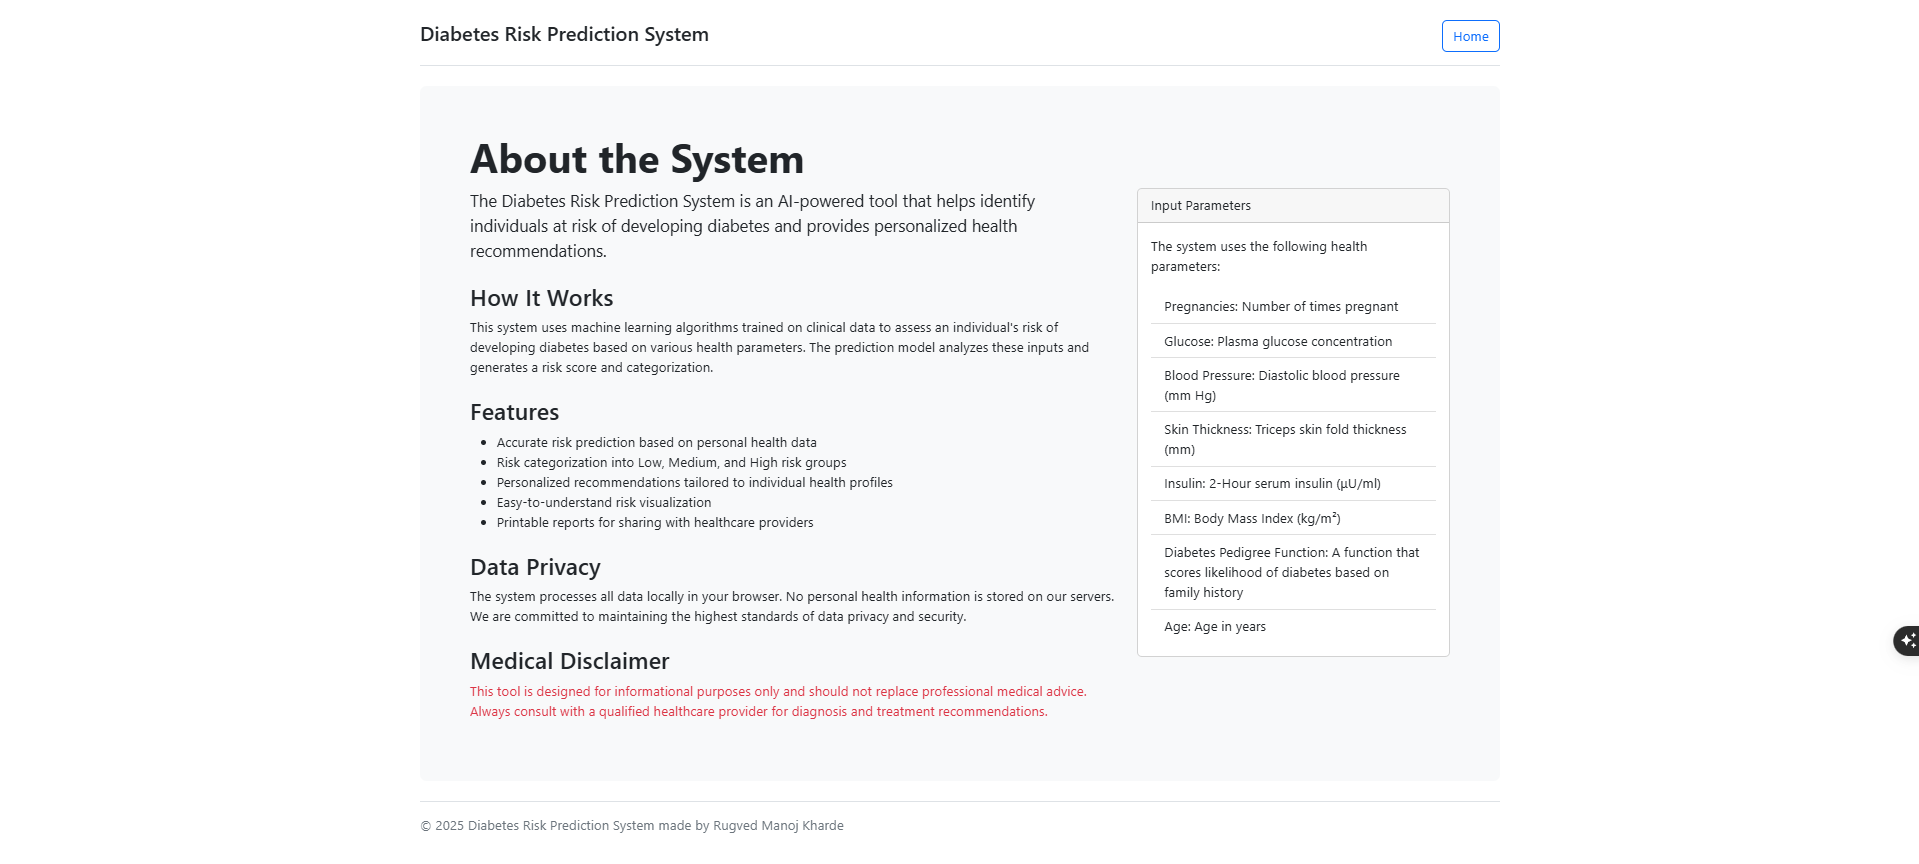 Diabetes Risk Prediction System
Home
About the System
The Diabetes Risk Prediction System is an AI-powered tool that helps identify
individuals at risk of developing diabetes and provides personalized health
recommendations.
How It Works
This system uses machine learning algorithms trained on clinical data to assess an individual's risk of
developing diabetes based on various health parameters. The prediction model analyzes these inputs and
generates a risk score and categorization.
Features
• Accurate risk prediction based on personal health data
• Risk categorization into Low, Medium, and High risk groups
• Personalized recommendations tailored to individual health profiles
• Easy-to-understand risk visualization
• Printable reports for sharing with healthcare providers
Data Privacy
The system processes all data locally in your browser. No personal health information is stored on our servers.
We are committed to maintaining the highest standards of data privacy and security.
Medical Disclaimer
This tool is designed for informational purposes only and should not replace professional medical advice.
Always consult with a qualified healthcare provider for diagnosis and treatment recommendations.
Input Parameters
The system uses the following health
parameters:
Pregnancies: Number of times pregnant
Glucose: Plasma glucose concentration
Blood Pressure: Diastolic blood pressure
(mm Hg)
Skin Thickness: Triceps skin fold thickness
(mm)
Insulin: 2-Hour serum insulin (μU/ml)
BMI: Body Mass Index (kg/m²)
Diabetes Pedigree Function: A function that
scores likelihood of diabetes based on
family history
Age: Age in years
© 2025 Diabetes Risk Prediction System made by Rugved Manoj Kharde